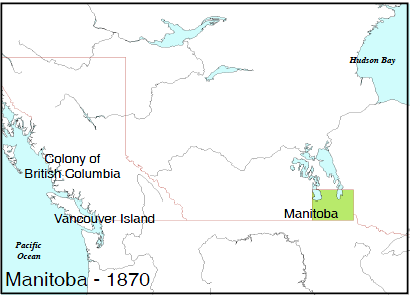 Hudson Bay
Colony of
British Columbia
Vancouver Island
Manitoba
Pacific
Ocean
Manitoba - 1870